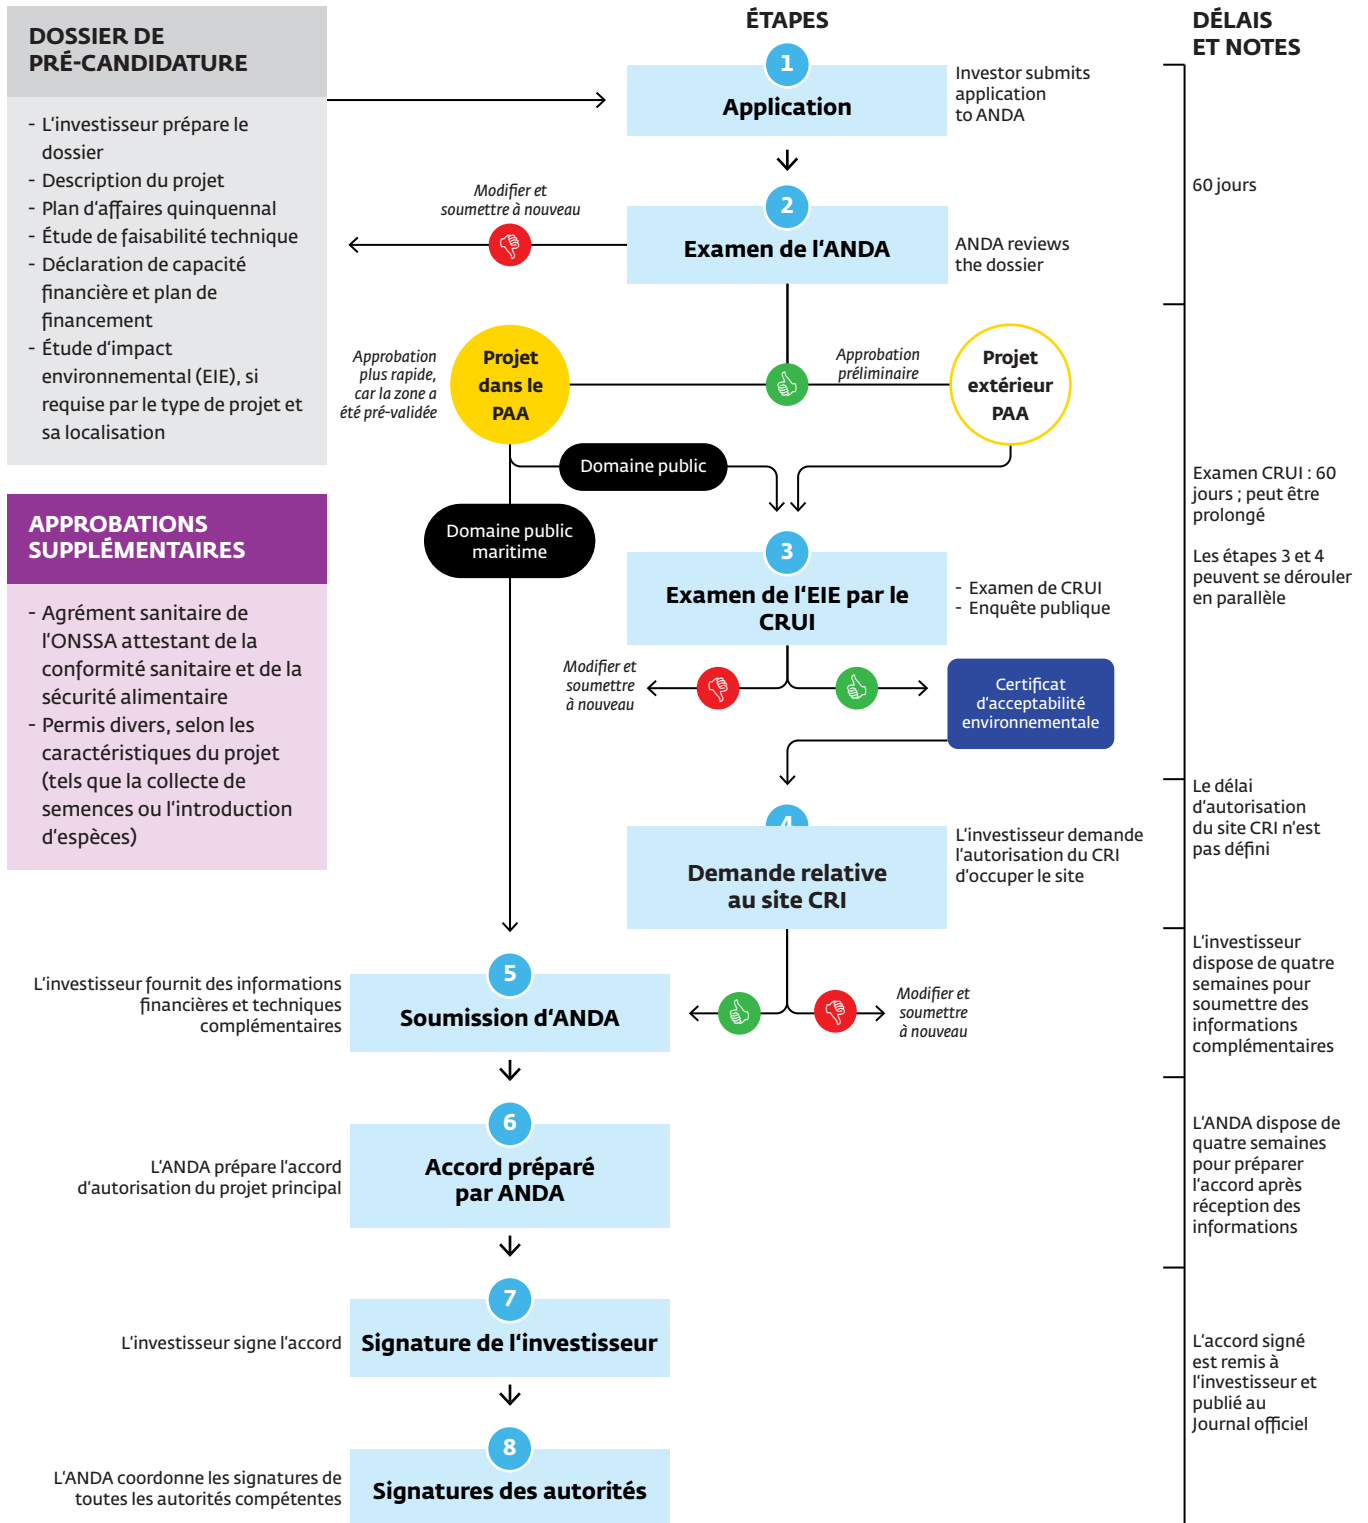 DOSSIER DE
PRÉ-CANDIDATURE
- L'investisseur prépare le
dossier
- Description du projet
- Plan d'affaires quinquennal
- Étude de faisabilité technique
- Déclaration de capacité
financière et plan de
financement
- Étude d'impact
environnemental (EIE), si
requise par le type de projet et
sa localisation
APPROBATIONS
SUPPLÉMENTAIRES
- Agrément sanitaire de
l'ONSSA attestant de la
conformité sanitaire et de la
sécurité alimentaire
- Permis divers, selon les
caractéristiques du projet
(tels que la collecte de
semences ou l'introduction
d'espèces)
ÉTAPES
1
Application
Investor submits
application
to ANDA
Modifier et
soumettre à nouveau
2
Examen de l'ANDA
ANDA reviews
the dossier
Approbation
plus rapide,
car la zone a
été pré-validée
Projet
dans le
PAA
Approbation
préliminaire
Projet
extérieur
PAA
Domaine public
Domaine public
maritime
3
Examen de l'EIE par le
CRUI
- Examen de CRUI
- Enquête publique
Modifier et
soumettre
à nouveau
Certificat
d'acceptabilité
environnementale
4
Demande relative
au site CRI
L'investisseur demande
l'autorisation du CRI
d'occuper le site
Modifier et
soumettre
à nouveau
L'investisseur fournit des informations
financières et techniques
complémentaires
5
Soumission d'ANDA
L'ANDA prépare l'accord
d'autorisation du projet principal
6
Accord préparé
par ANDA
L'investisseur signe l'accord
7
Signature de l'investisseur
L'ANDA coordonne les signatures de
toutes les autorités compétentes
8
Signatures des autorités
DÉLAIS
ET NOTES
60 jours
Examen CRUI : 60
jours ; peut être
prolongé
Les étapes 3 et 4
peuvent se dérouler
en parallèle
Le délai
d'autorisation
du site CRI n'est
pas défini
L'investisseur
dispose de quatre
semaines pour
soumettre des
informations
complémentaires
L'ANDA dispose de
quatre semaines
pour préparer
l'accord après
réception des
informations
L'accord signé
est remis à
l'investisseur et
publié au
Journal officiel